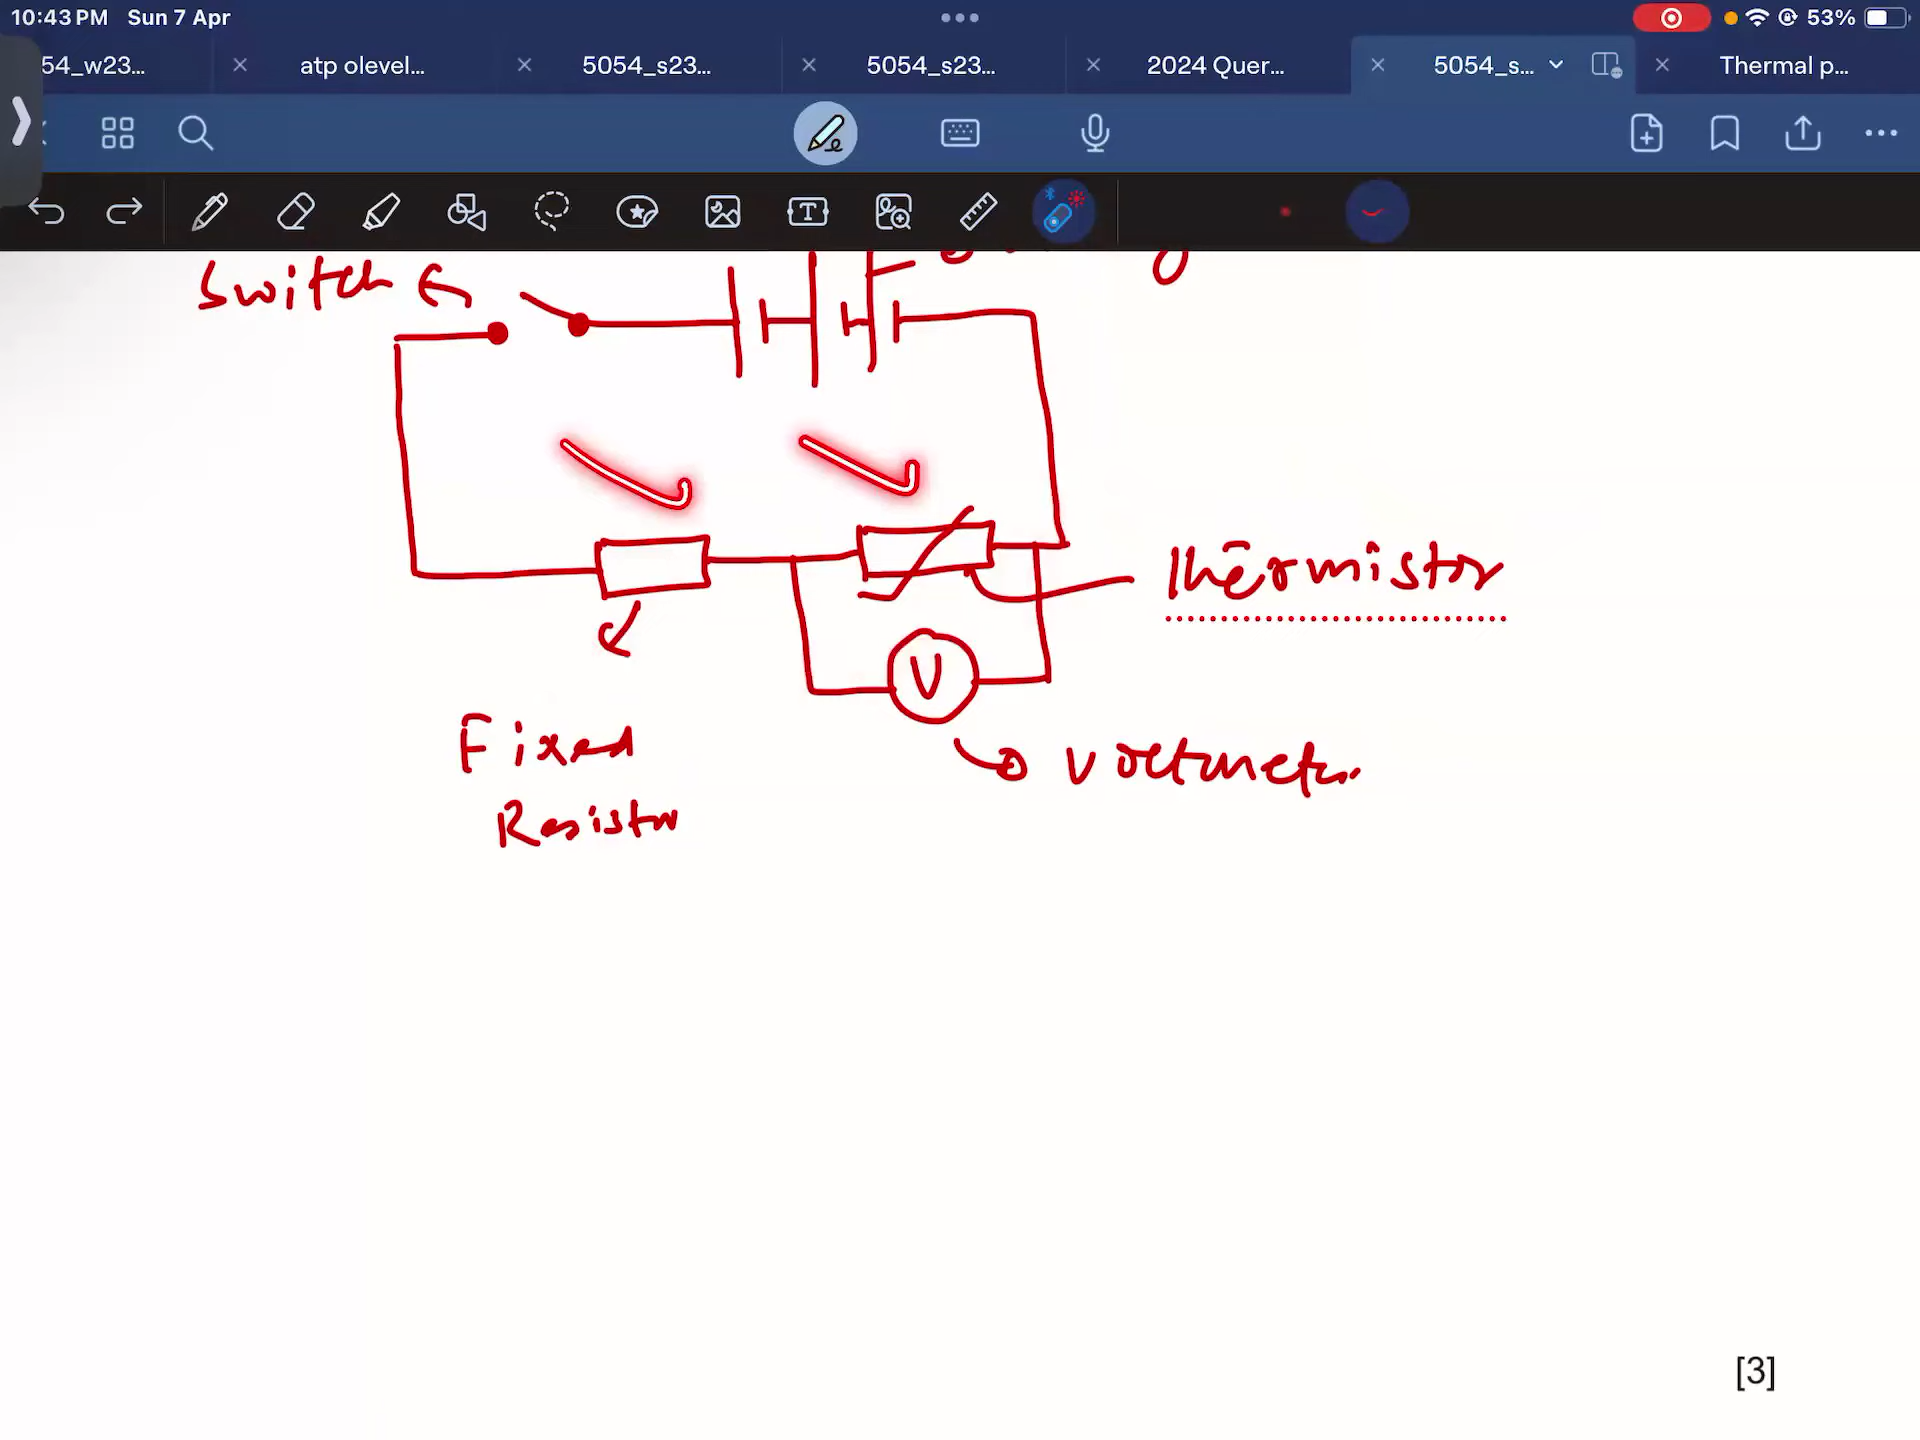 10:43 PM Sun 7 Apr
53%
54_w23... atp olevel... 5054_s23... 5054_s23... 2024 Quer... 5054_s... Thermal p...
Switch
Thermistor
V
Fixed
Resistor
Voltmeter
[3]